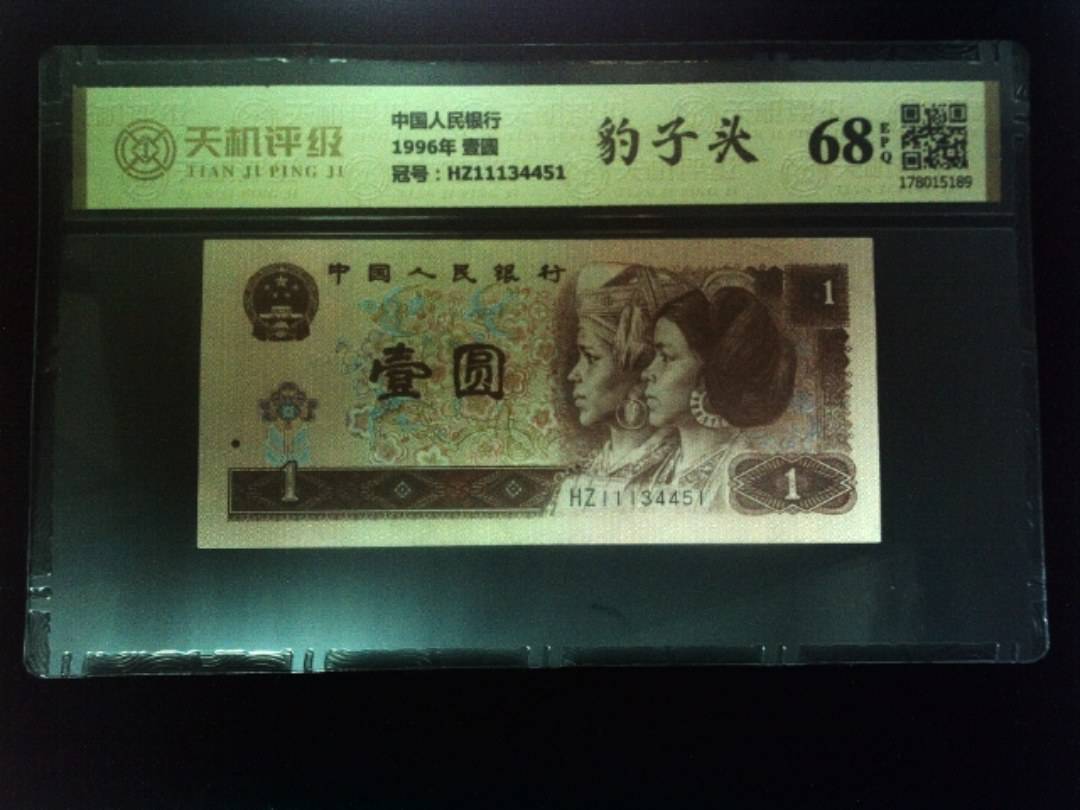 天机评级
TIAN JI PING JI
中国人民银行
1996年 壹圆
冠号：HZ11134451
豹子头
68
EPQ
178015189
中国人民银行
1
壹圆
1
HZ11134451
1